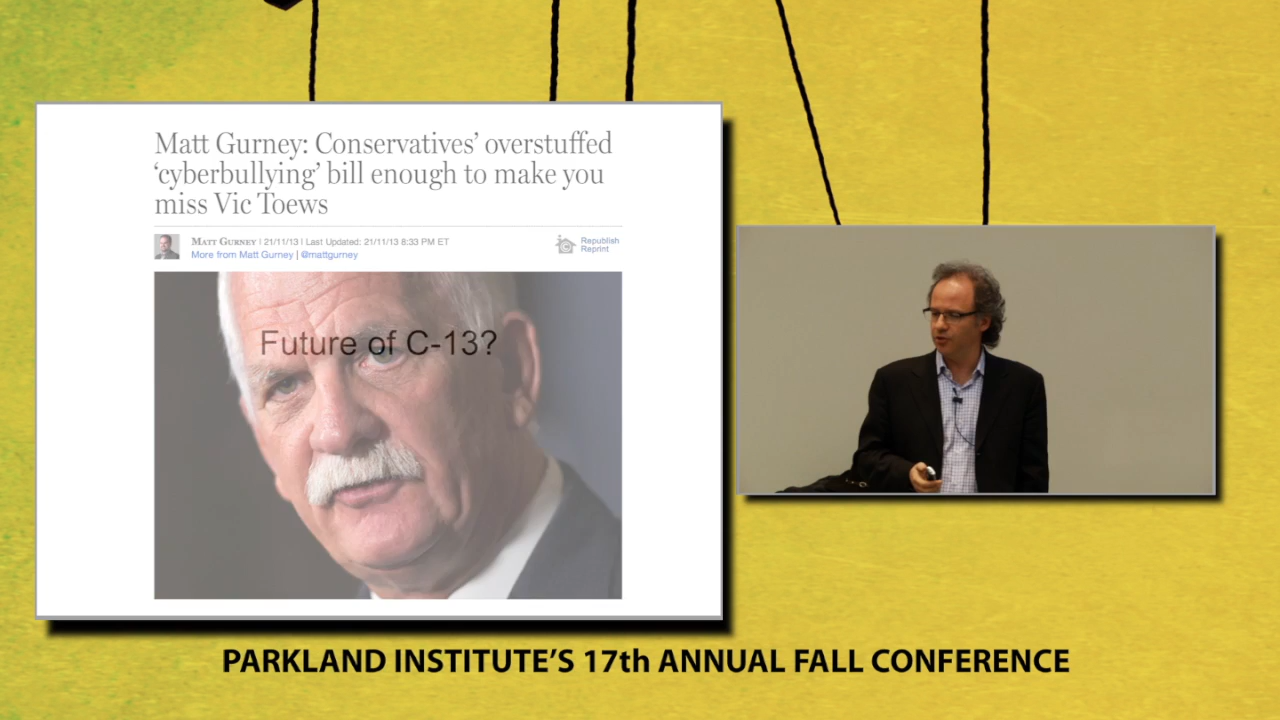 Matt Gurney: Conservatives’ overstuffed
‘cyberbullying’ bill enough to make you
miss Vic Toews
MATT GURNEY | 21/11/13 | Last Updated: 21/11/13 8:33 PM ET
More from Matt Gurney | @mattgurney
Republish
Reprint
Future of C-13?
PARKLAND INSTITUTE’S 17th ANNUAL FALL CONFERENCE